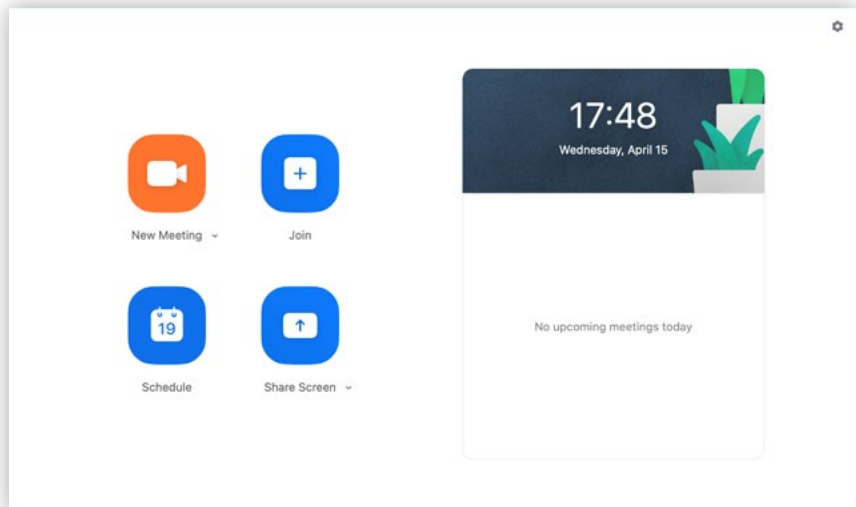 17:48
Wednesday, April 15
New Meeting
Join
19
Schedule
Share Screen
No upcoming meetings today